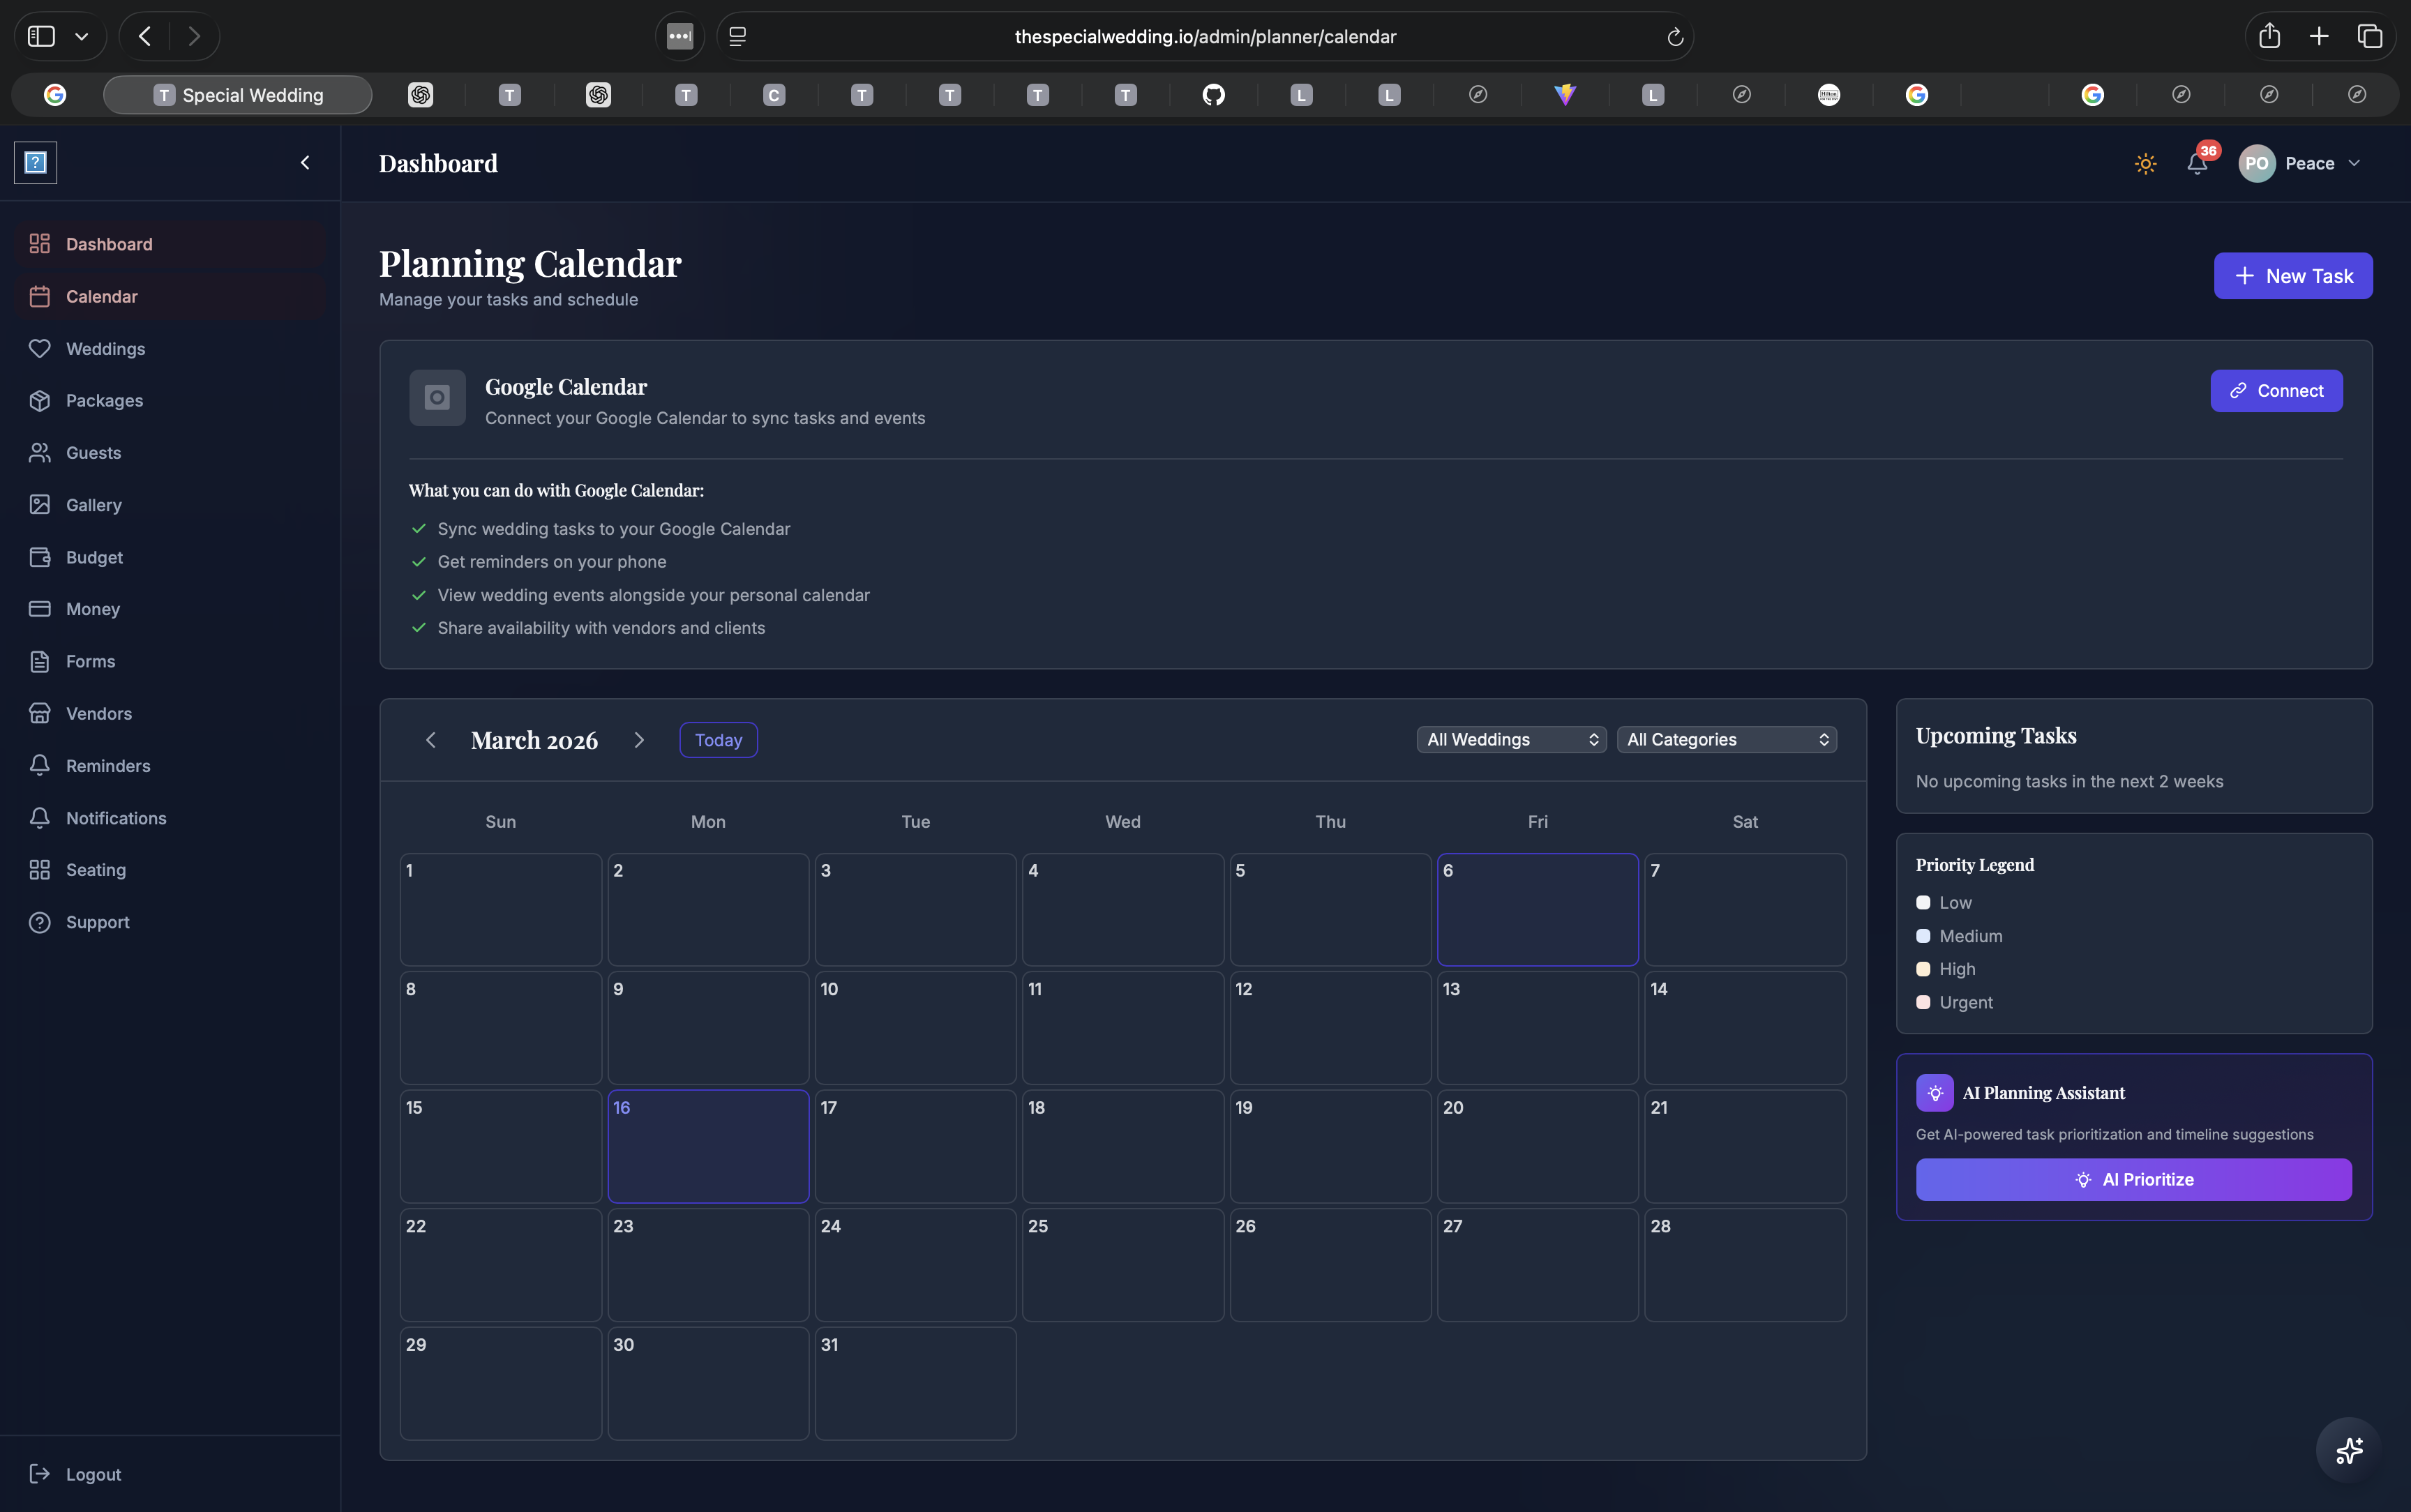 thespecialwedding.io/admin/planner/calendar
T Special Wedding T T C T T T T L L L Hilton
?
Dashboard
36
PO Peace
Dashboard
Calendar
Weddings
Packages
Guests
Gallery
Budget
Money
Forms
Vendors
Reminders
Notifications
Seating
Support
Logout
Planning Calendar
Manage your tasks and schedule
+ New Task
Google Calendar
Connect your Google Calendar to sync tasks and events
Connect
What you can do with Google Calendar:
Sync wedding tasks to your Google Calendar
Get reminders on your phone
View wedding events alongside your personal calendar
Share availability with vendors and clients
March 2026
Today
All Weddings
All Categories
Sun Mon Tue Wed Thu Fri Sat
1 2 3 4 5 6 7
8 9 10 11 12 13 14
15 16 17 18 19 20 21
22 23 24 25 26 27 28
29 30 31
Upcoming Tasks
No upcoming tasks in the next 2 weeks
Priority Legend
Low
Medium
High
Urgent
AI Planning Assistant
Get AI-powered task prioritization and timeline suggestions
AI Prioritize